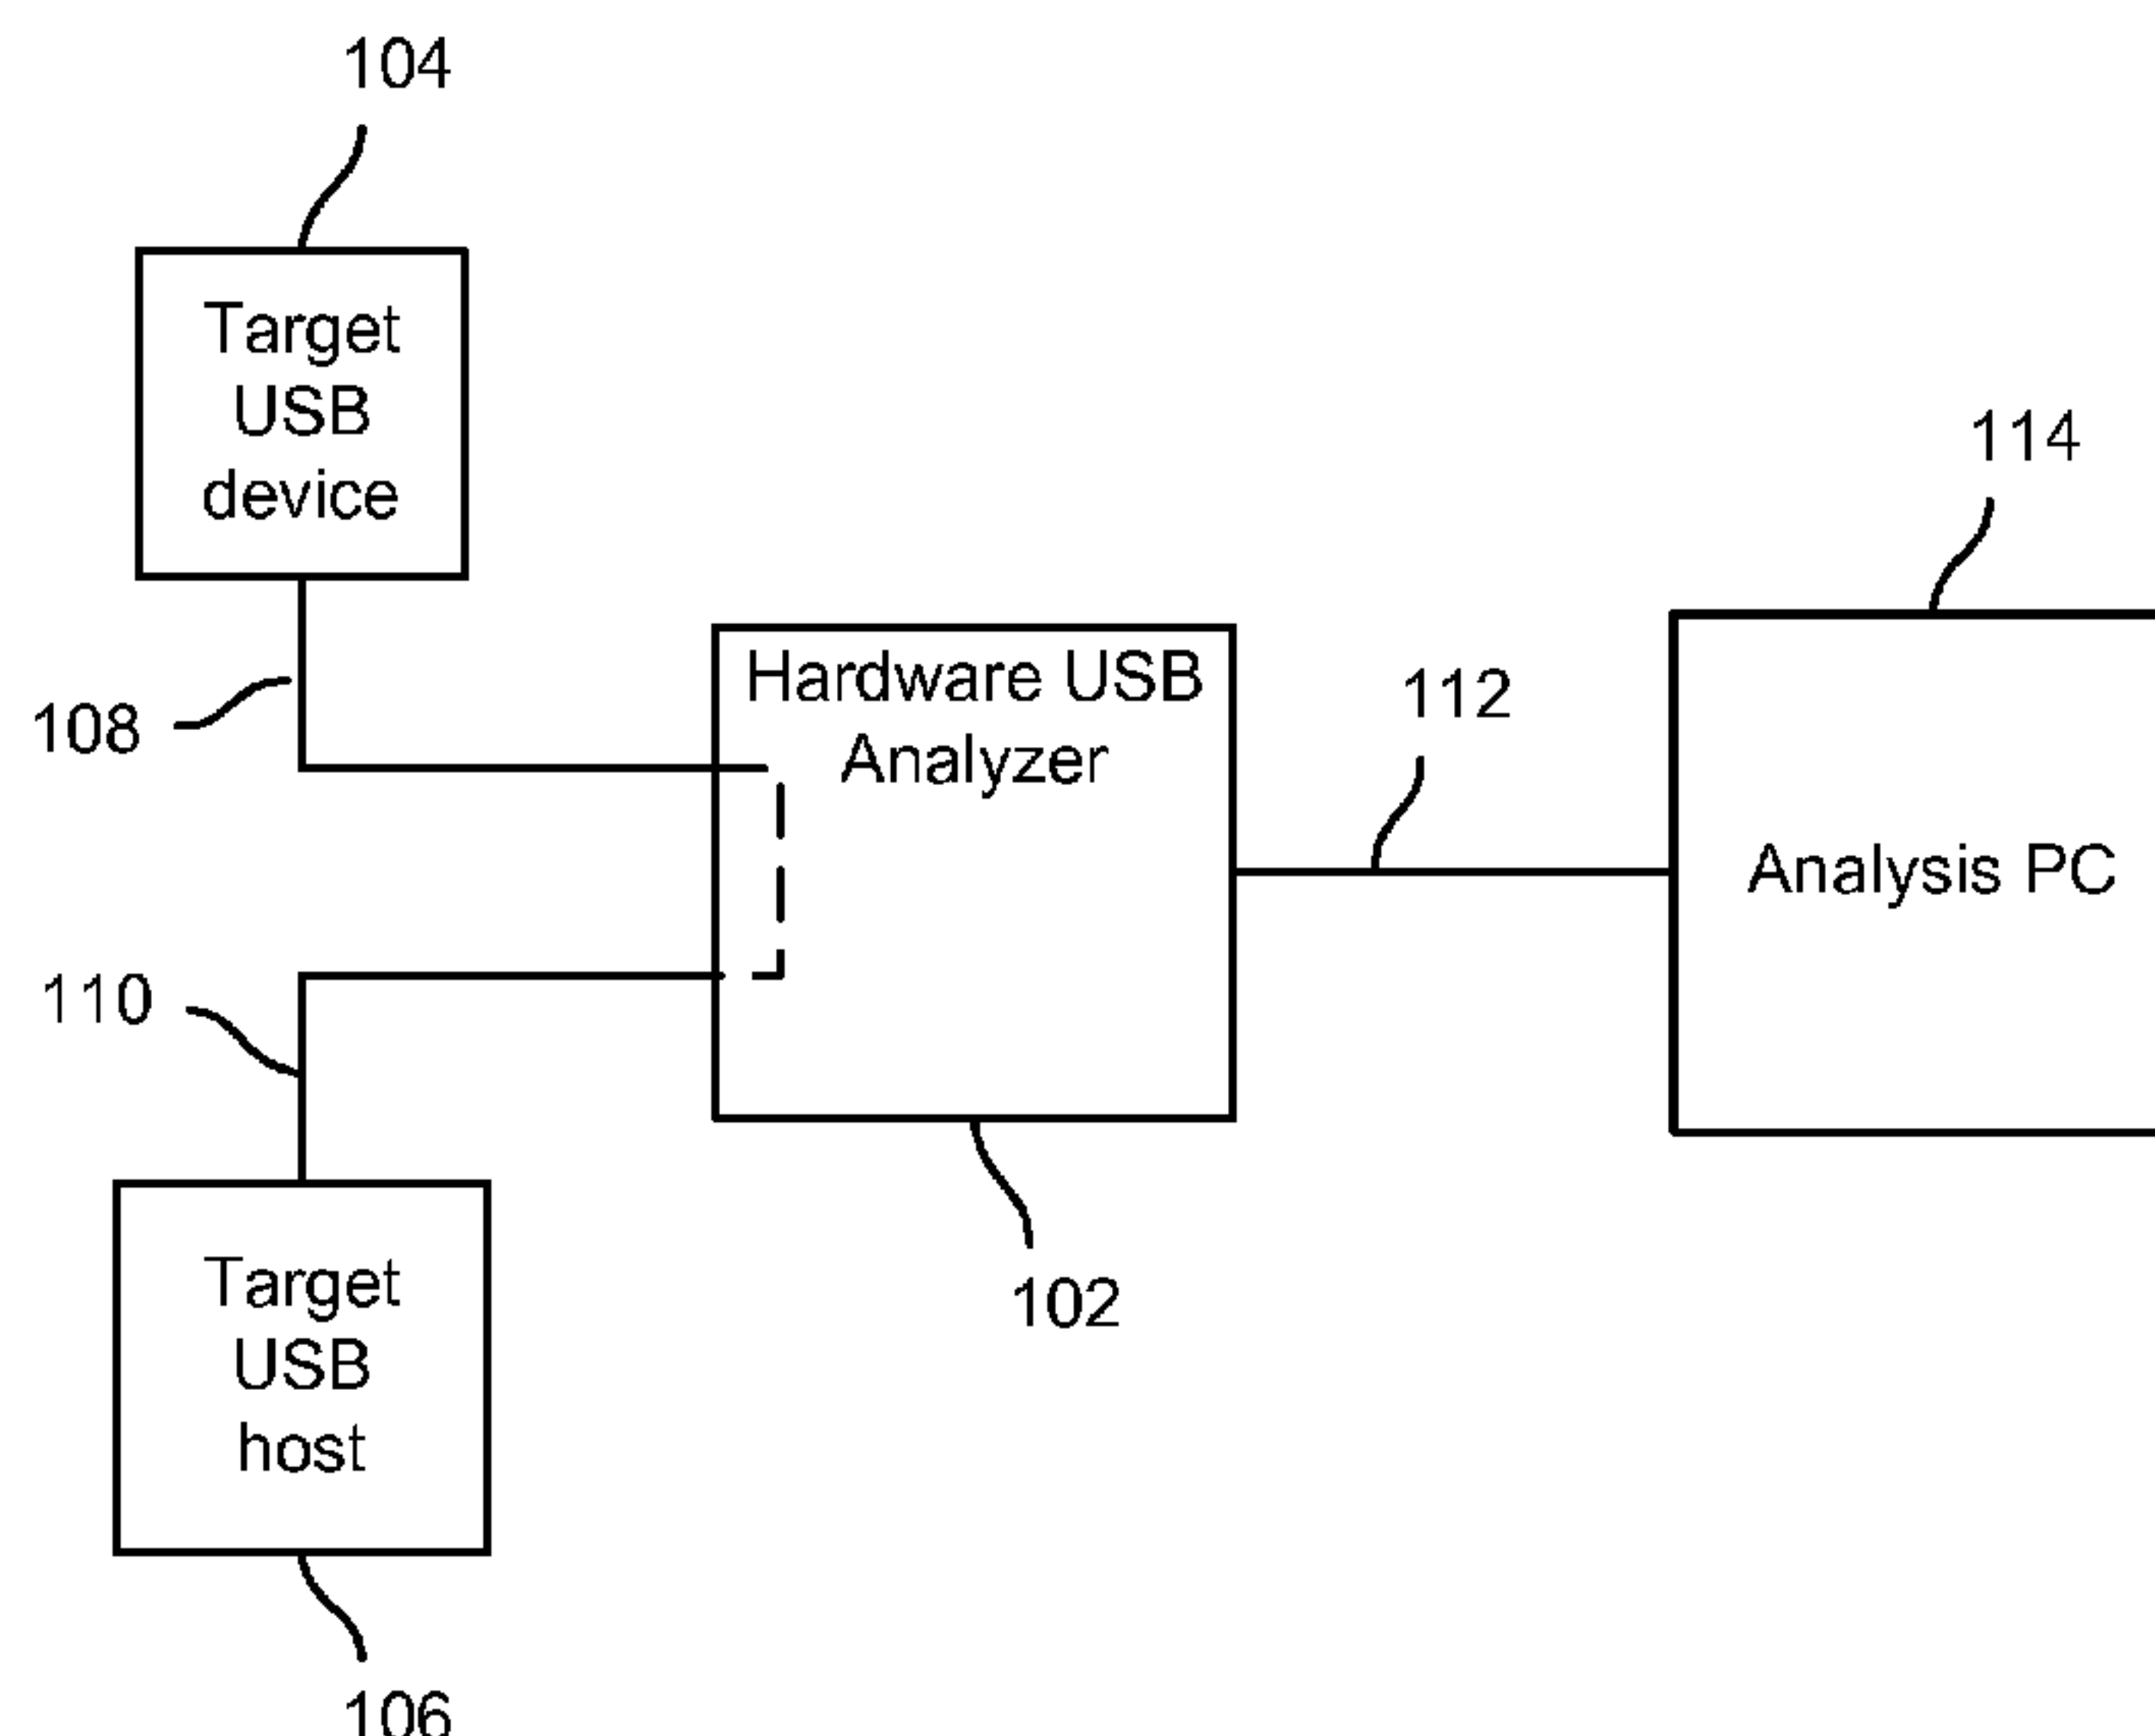 104
Target
USB
device
114
108
Hardware USB
Analyzer
112
Analysis PC
110
102
Target
USB
host
106